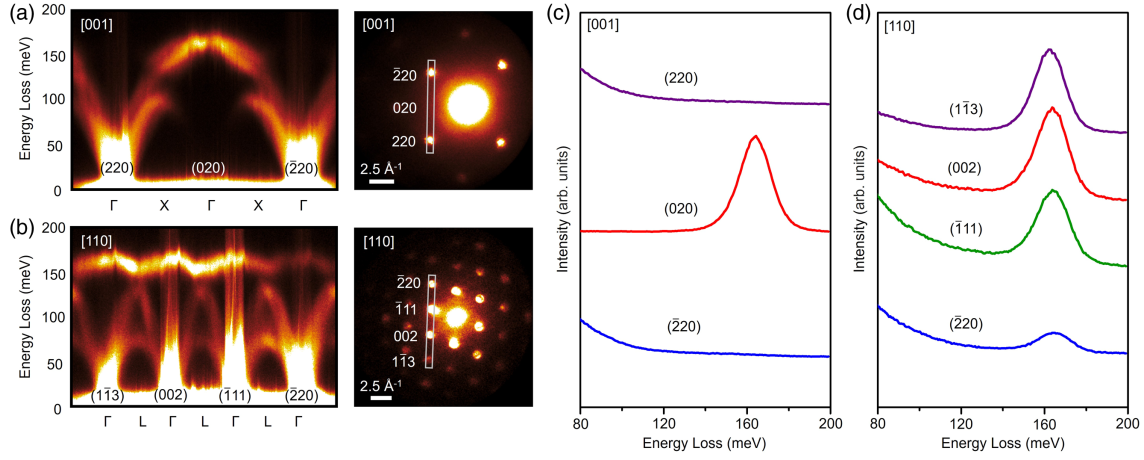 (a)
[001]
200
150
100
50
0
Energy Loss (meV)
(220) (020) (2̄20)
Γ X Γ X Γ
[001]
2̄20
020
220
2.5 Å⁻¹
(b)
[110]
200
150
100
50
0
Energy Loss (meV)
(11̄3) (002) (1̄11) (2̄20)
Γ L Γ L Γ L Γ
[110]
2̄20
1̄11
002
11̄3
2.5 Å⁻¹
(c)
[001]
(220)
(020)
(2̄20)
Intensity (arb. units)
80 120 160 200
Energy Loss (meV)
(d)
[110]
(11̄3)
(002)
(1̄11)
(2̄20)
Intensity (arb. units)
80 120 160 200
Energy Loss (meV)